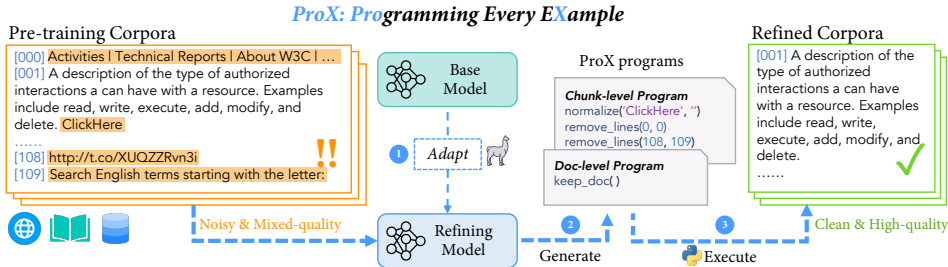 ProX: Programming Every EXample
Pre-training Corpora
[000] Activities | Technical Reports | About W3C | ...
[001] A description of the type of authorized
interactions a can have with a resource. Examples
include read, write, execute, add, modify, and
delete. ClickHere
......
[108] http://t.co/XUQZZRvn3i
[109] Search English terms starting with the letter:
!!
Noisy & Mixed-quality
Base
Model
1
Adapt
Refining
Model
ProX programs
Chunk-level Program
normalize('ClickHere', '')
remove_lines(0, 0)
remove_lines(108, 109)
Doc-level Program
keep_doc( )
2
Generate
3
Execute
Refined Corpora
[001] A description of the
type of authorized
interactions a can have
with a resource. Examples
include read, write,
execute, add, modify, and
delete.
......
Clean & High-quality